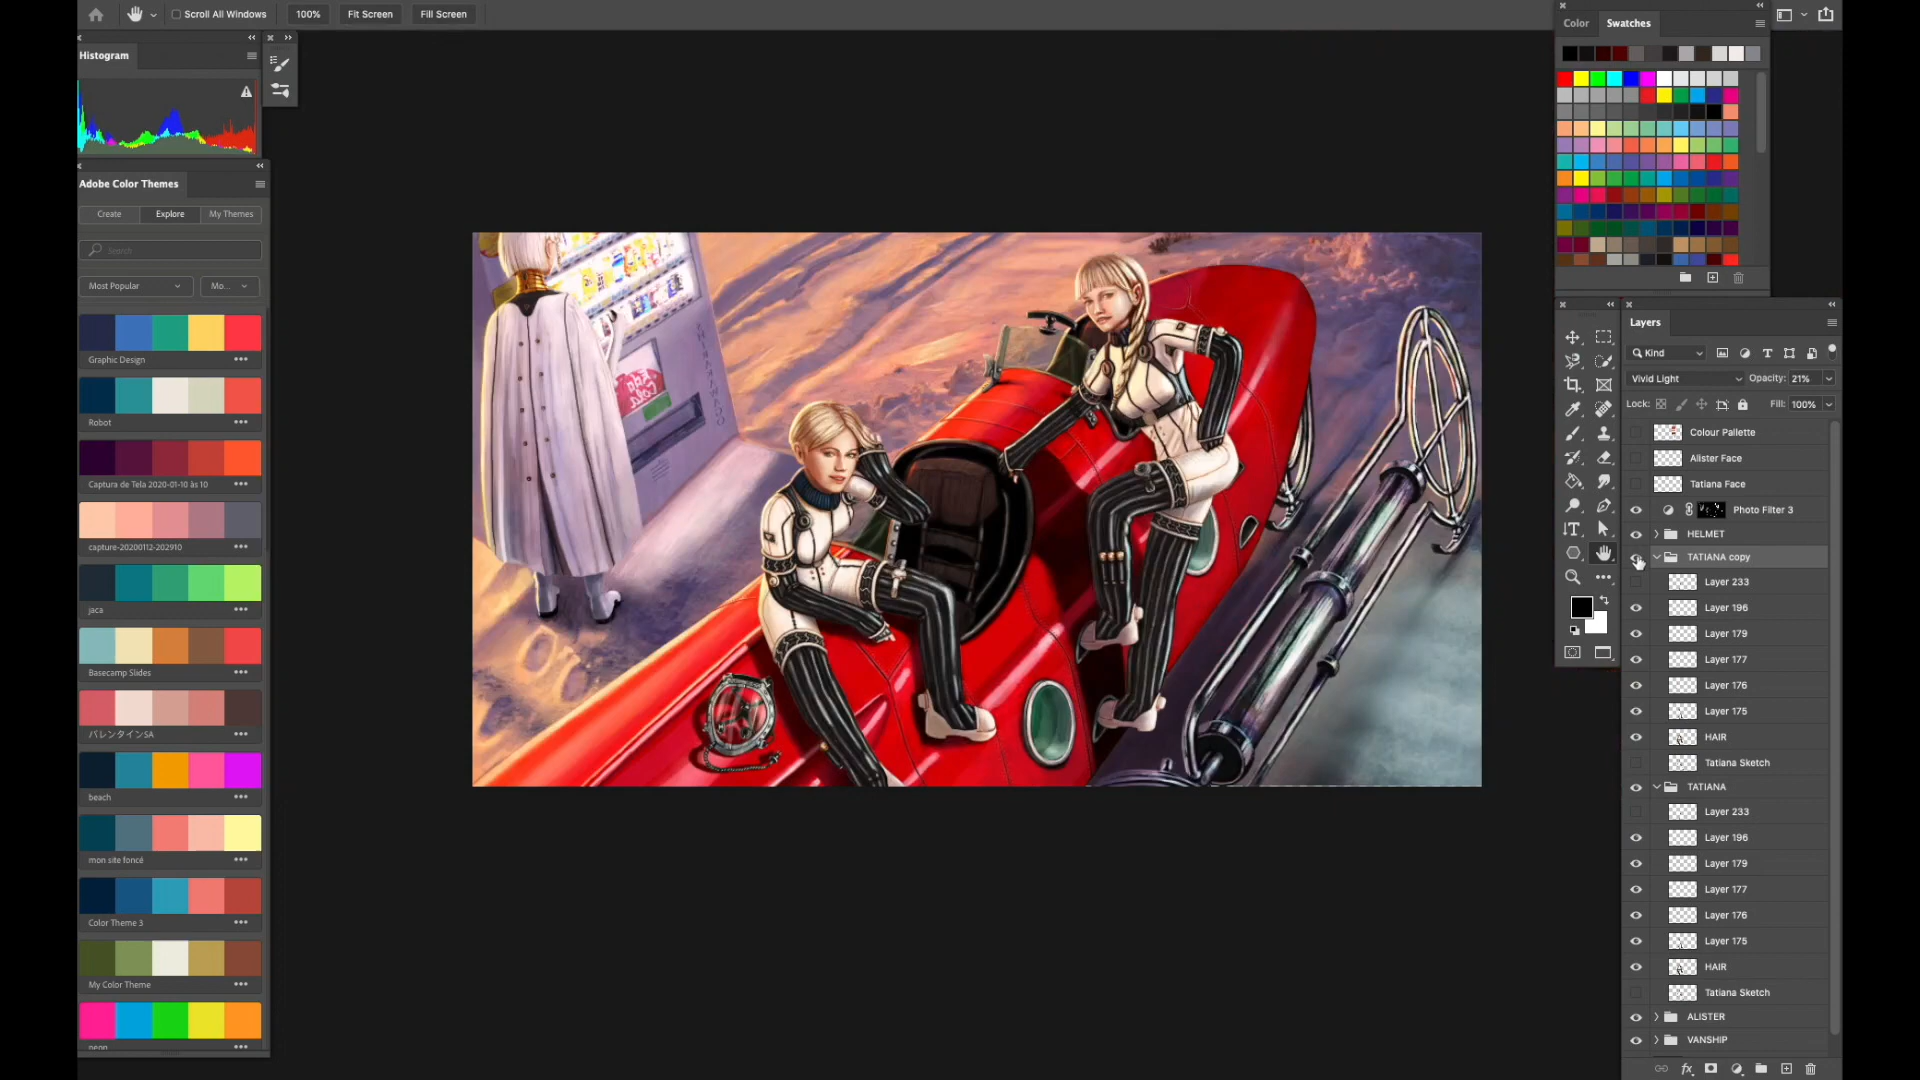 Scroll All Windows 100% Fit Screen Fill Screen
Histogram
Adobe Color Themes
Create Explore My Themes
Search
Most Popular Mo...
Graphic Design
Robot
Captura de Tela 2020-01-10 às 10
capture-20200112-202910
jaca
Basecamp Slides
バレンタインSA
beach
mon site foncé
Color Theme 3
My Color Theme
neon
Color Swatches
Layers
Kind
Vivid Light Opacity: 21%
Lock: Fill: 100%
Colour Pallette
Alister Face
Tatiana Face
Photo Filter 3
HELMET
TATIANA copy
Layer 233
Layer 196
Layer 179
Layer 177
Layer 176
Layer 175
HAIR
Tatiana Sketch
TATIANA
Layer 233
Layer 196
Layer 179
Layer 177
Layer 176
Layer 175
HAIR
Tatiana Sketch
ALISTER
VANSHIP